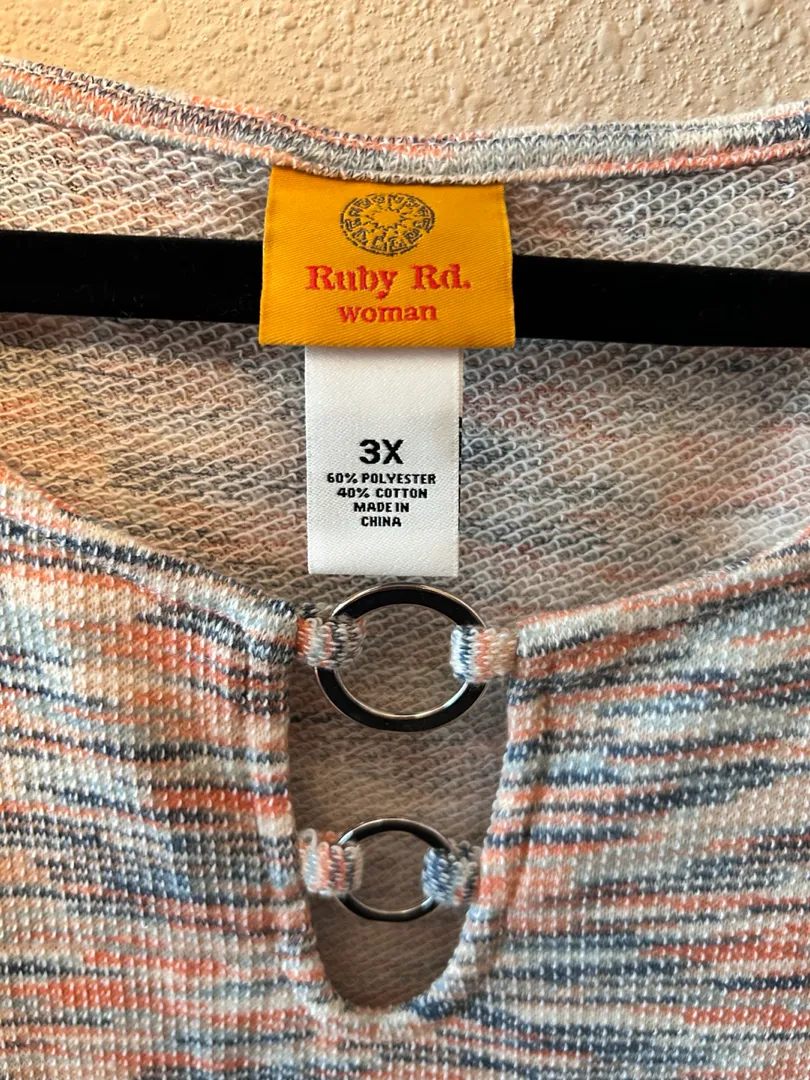 Ruby Rd.
woman
3X
60% POLYESTER
40% COTTON
MADE IN
CHINA